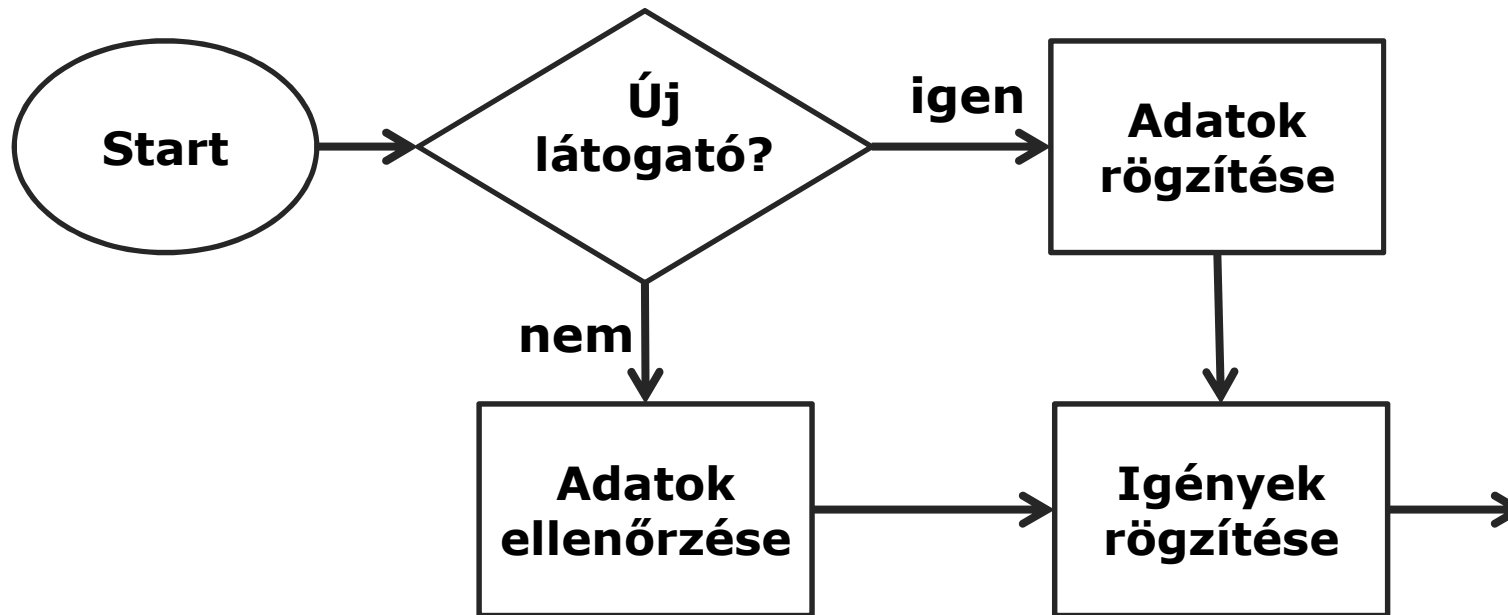 Start
Új
látogató?
igen
Adatok
rögzítése
nem
Adatok
ellenőrzése
Igények
rögzítése